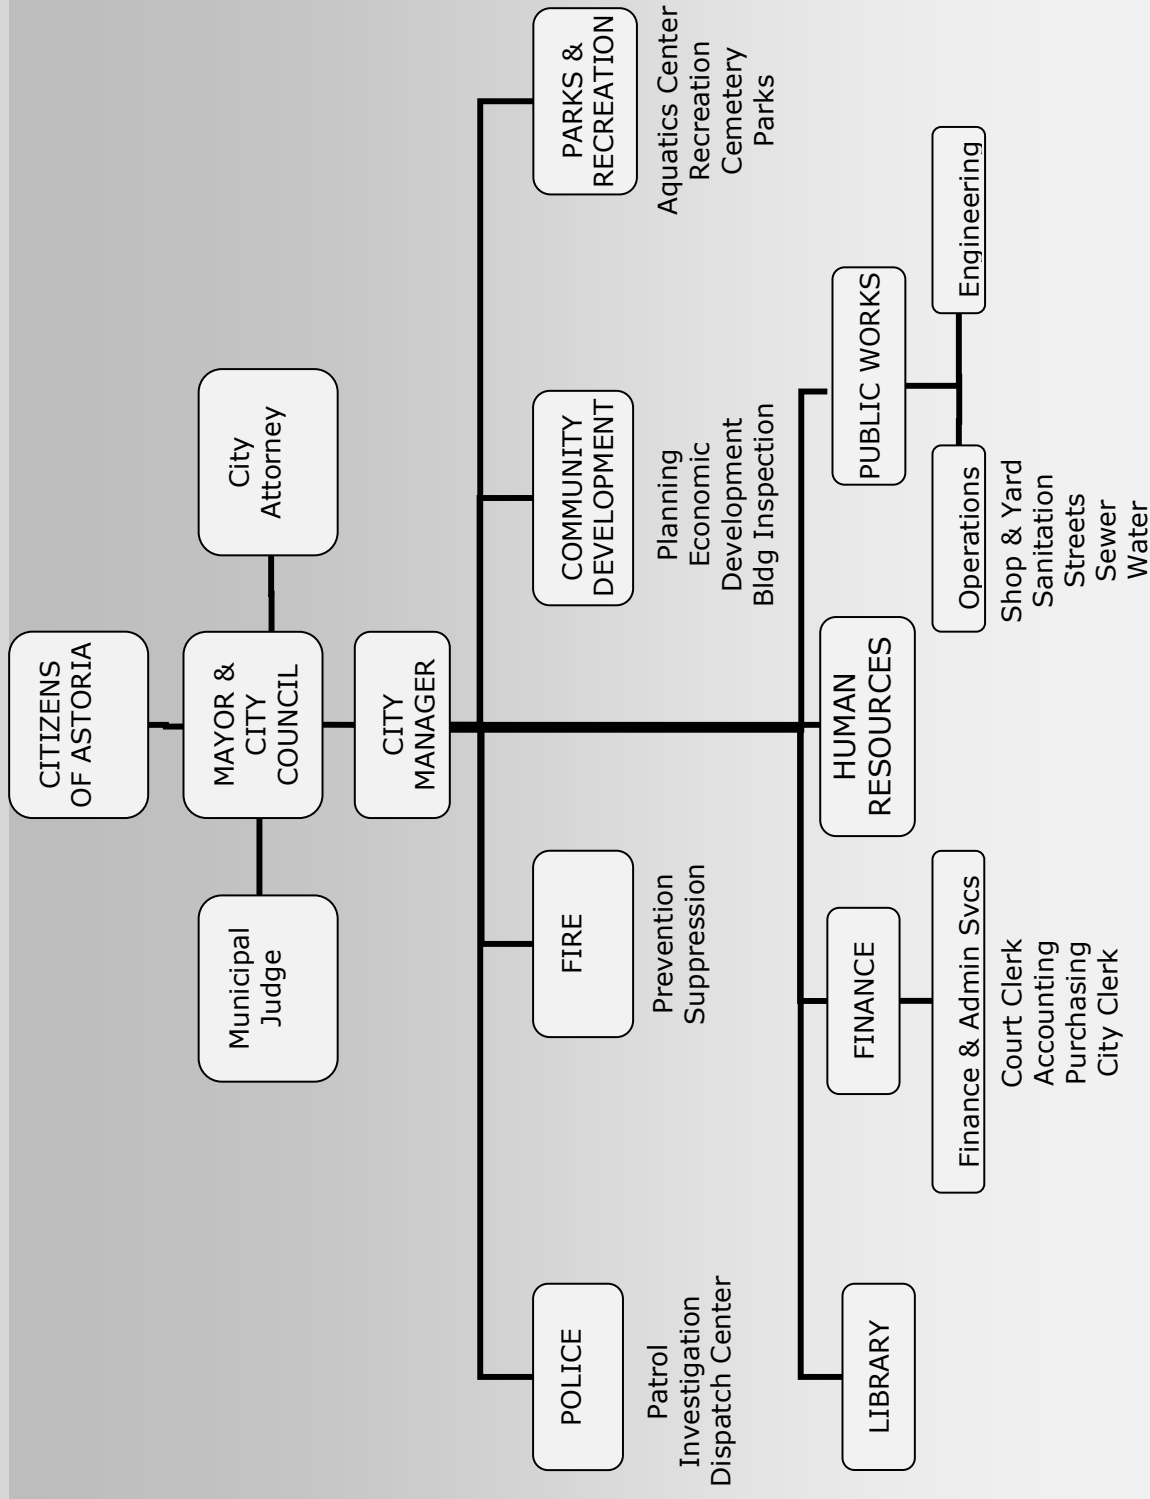 CITIZENS
OF ASTORIA
Municipal
Judge
MAYOR &
CITY
COUNCIL
City
Attorney
CITY
MANAGER
POLICE
Patrol
Investigation
Dispatch Center
FIRE
Prevention
Suppression
COMMUNITY
DEVELOPMENT
Planning
Economic
Development
Bldg Inspection
PARKS &
RECREATION
Aquatics Center
Recreation
Cemetery
Parks
LIBRARY
FINANCE
Finance & Admin Svcs
Court Clerk
Accounting
Purchasing
City Clerk
HUMAN
RESOURCES
PUBLIC WORKS
Operations
Shop & Yard
Sanitation
Streets
Sewer
Water
Engineering